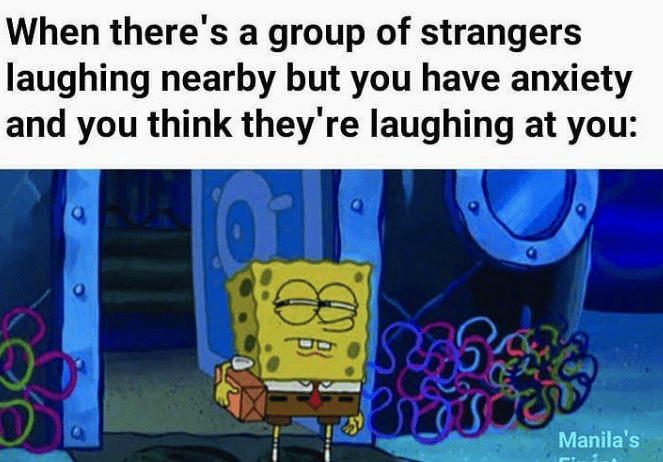 When there's a group of strangers
laughing nearby but you have anxiety
and you think they're laughing at you:
Manila's